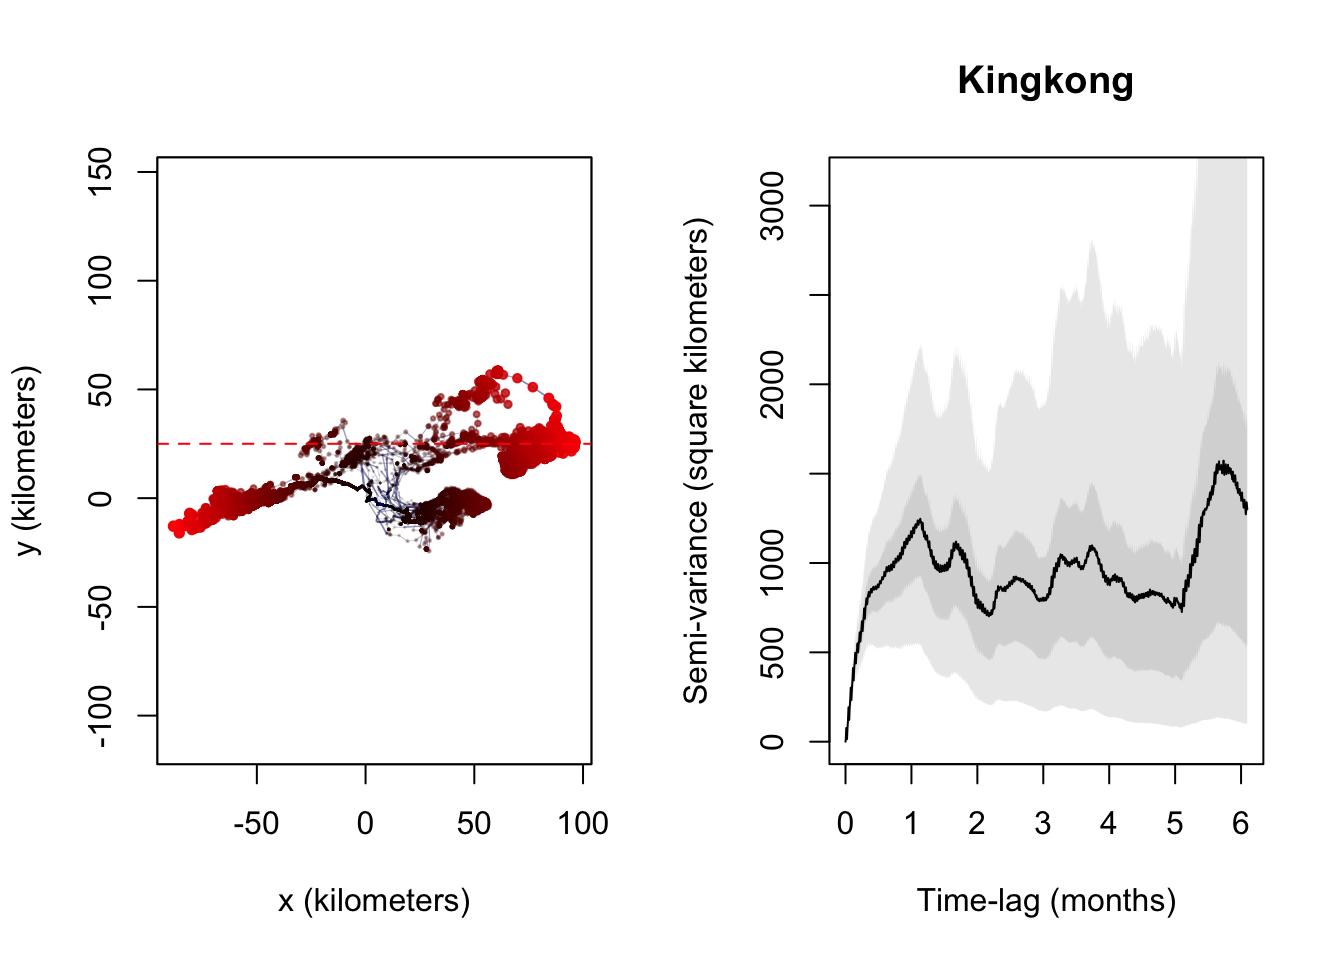 Kingkong
y (kilometers)
150
100
50
0
-50
-100
-50 0 50 100
x (kilometers)
Semi-variance (square kilometers)
3000
2000
1000
500
0
0 1 2 3 4 5 6
Time-lag (months)